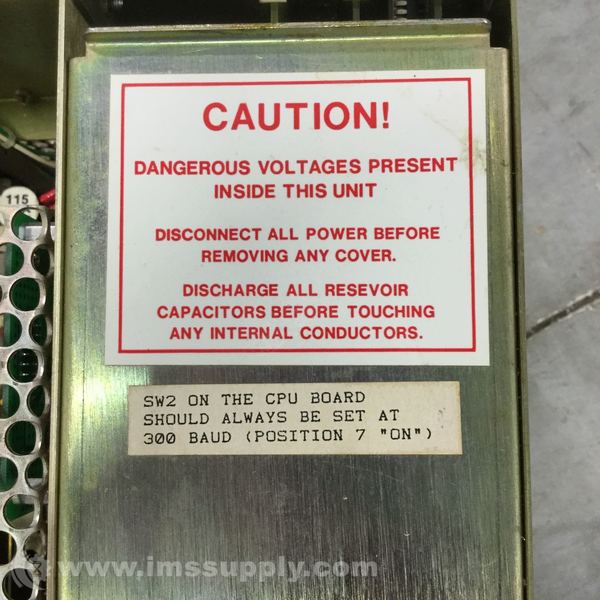 CAUTION!
DANGEROUS VOLTAGES PRESENT
INSIDE THIS UNIT
DISCONNECT ALL POWER BEFORE
REMOVING ANY COVER.
DISCHARGE ALL RESEVOIR
CAPACITORS BEFORE TOUCHING
ANY INTERNAL CONDUCTORS.
115
SW2 ON THE CPU BOARD
SHOULD ALWAYS BE SET AT
300 BAUD (POSITION 7 "ON")
www.imssupply.com